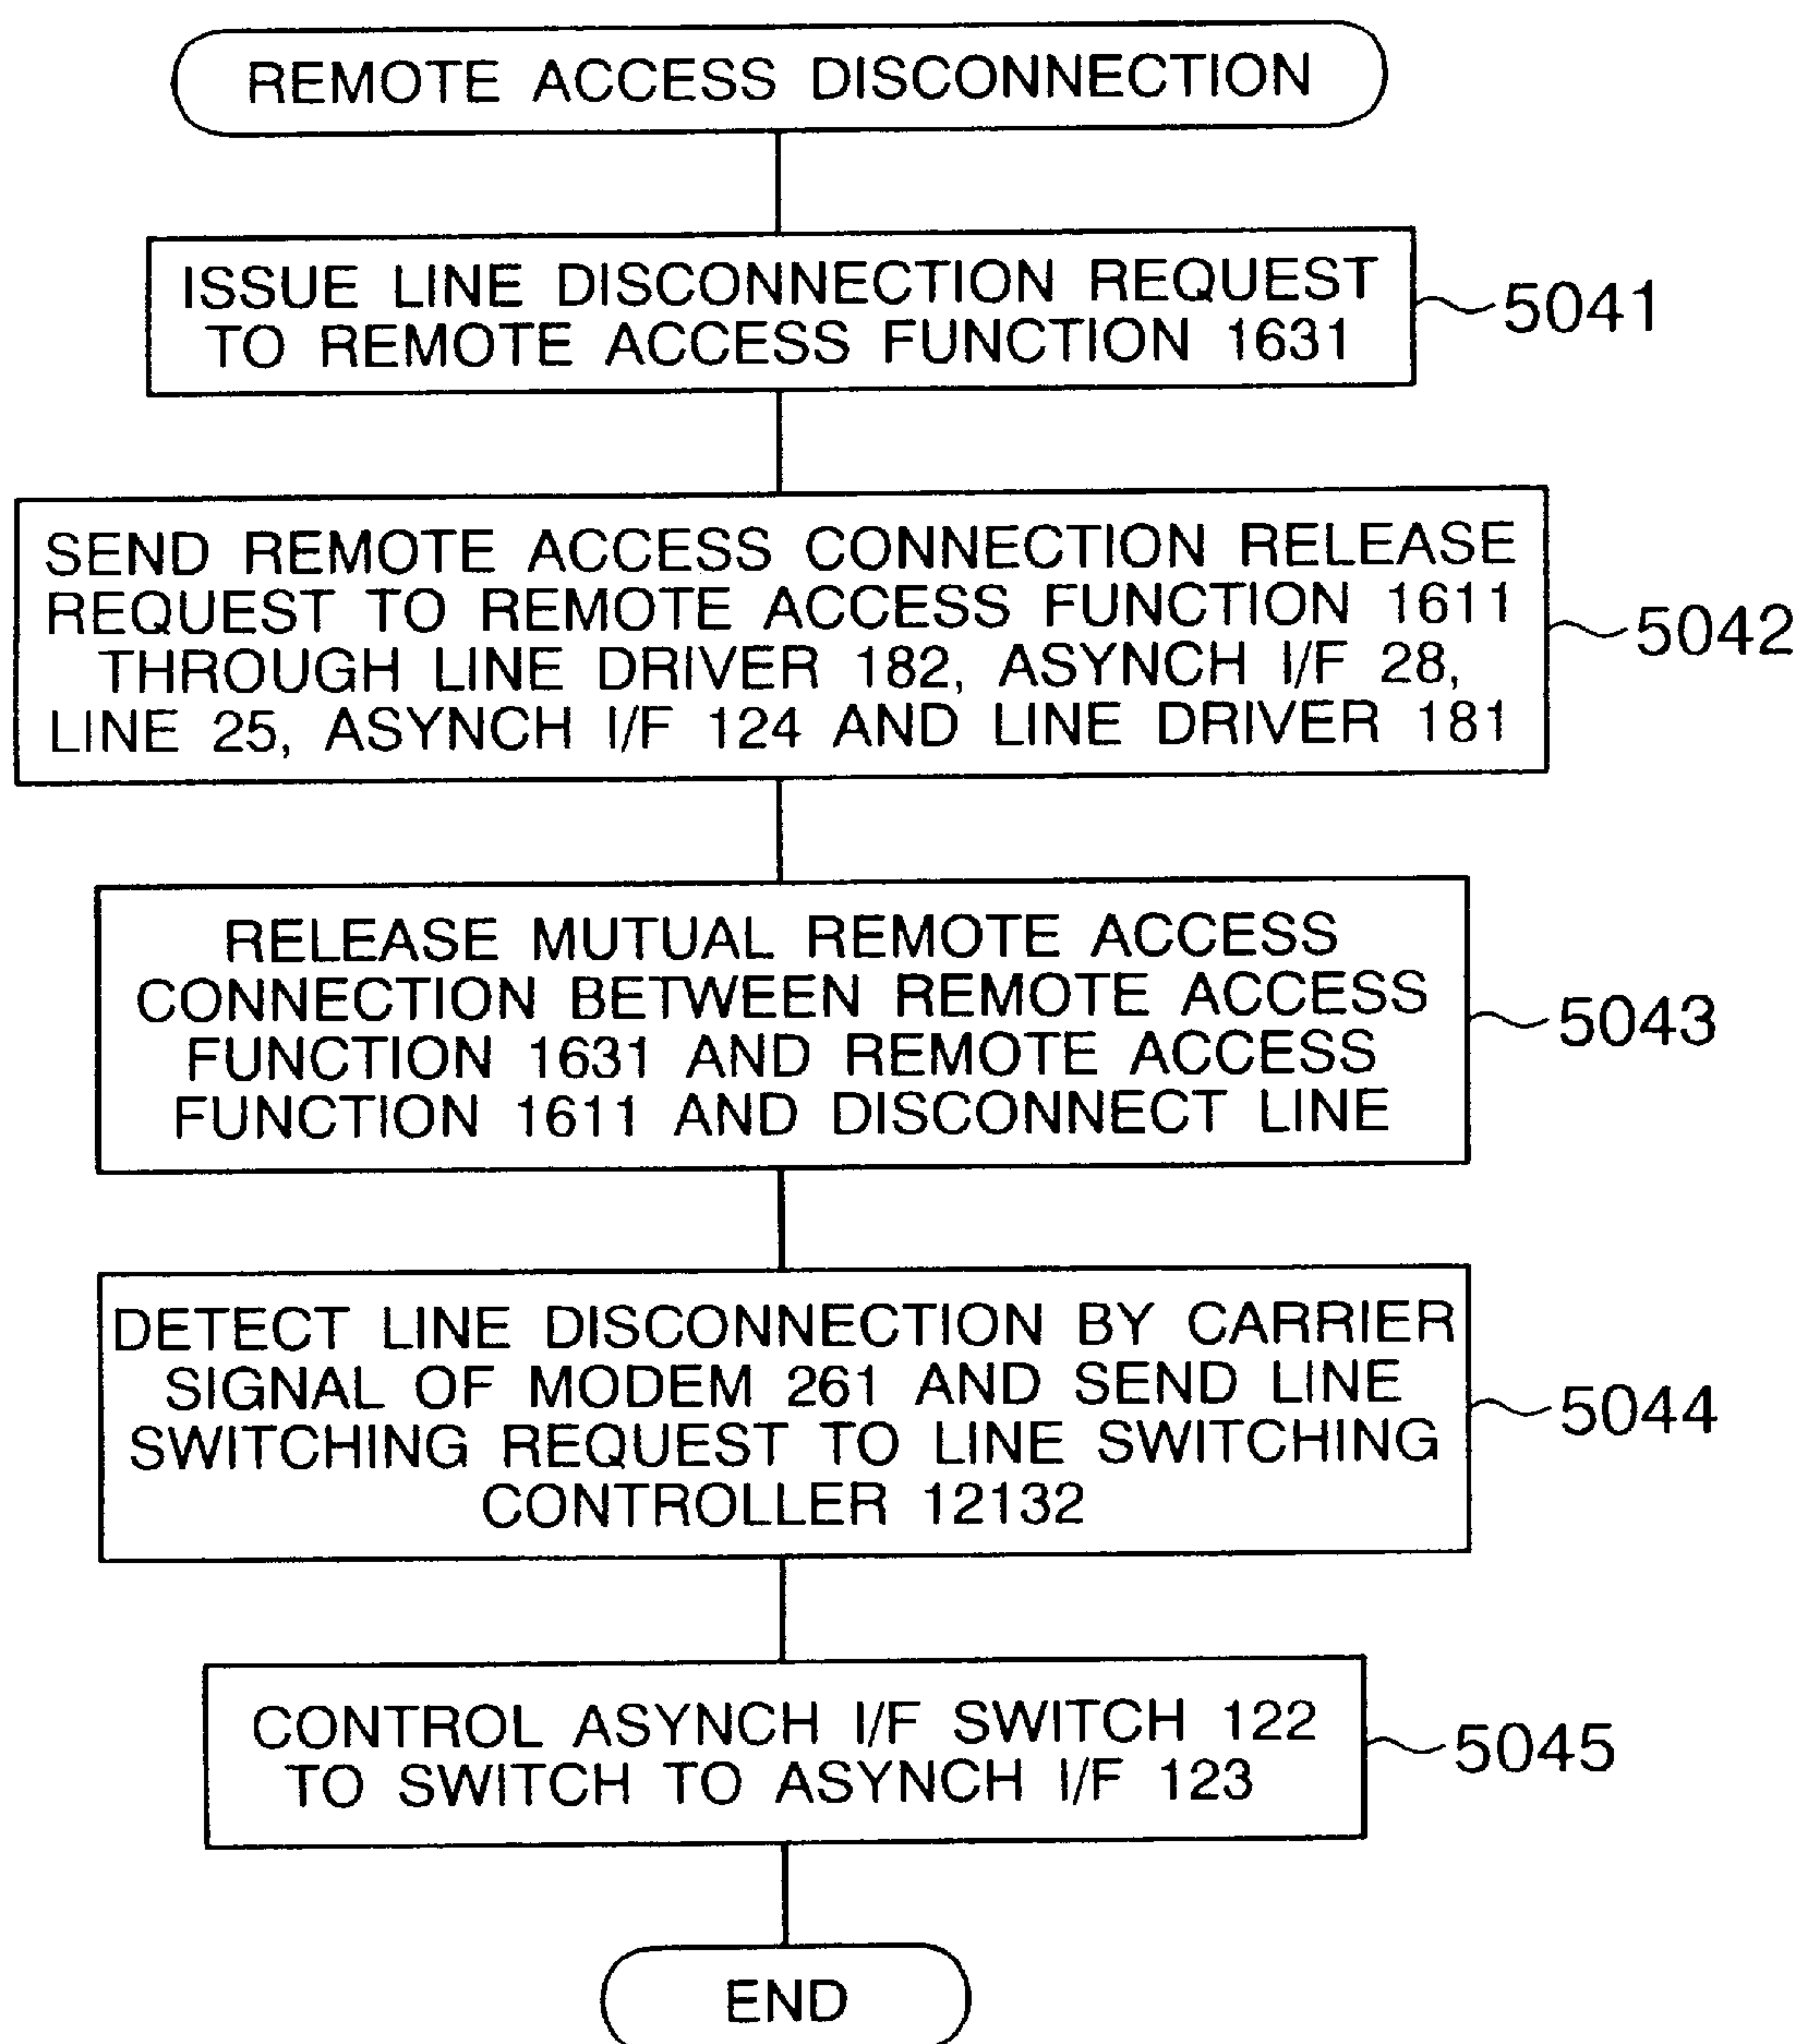 REMOTE ACCESS DISCONNECTION
ISSUE LINE DISCONNECTION REQUEST
TO REMOTE ACCESS FUNCTION 1631
5041
SEND REMOTE ACCESS CONNECTION RELEASE
REQUEST TO REMOTE ACCESS FUNCTION 1611
THROUGH LINE DRIVER 182, ASYNCH I/F 28,
LINE 25, ASYNCH I/F 124 AND LINE DRIVER 181
5042
RELEASE MUTUAL REMOTE ACCESS
CONNECTION BETWEEN REMOTE ACCESS
FUNCTION 1631 AND REMOTE ACCESS
FUNCTION 1611 AND DISCONNECT LINE
5043
DETECT LINE DISCONNECTION BY CARRIER
SIGNAL OF MODEM 261 AND SEND LINE
SWITCHING REQUEST TO LINE SWITCHING
CONTROLLER 12132
5044
CONTROL ASYNCH I/F SWITCH 122
TO SWITCH TO ASYNCH I/F 123
5045
END